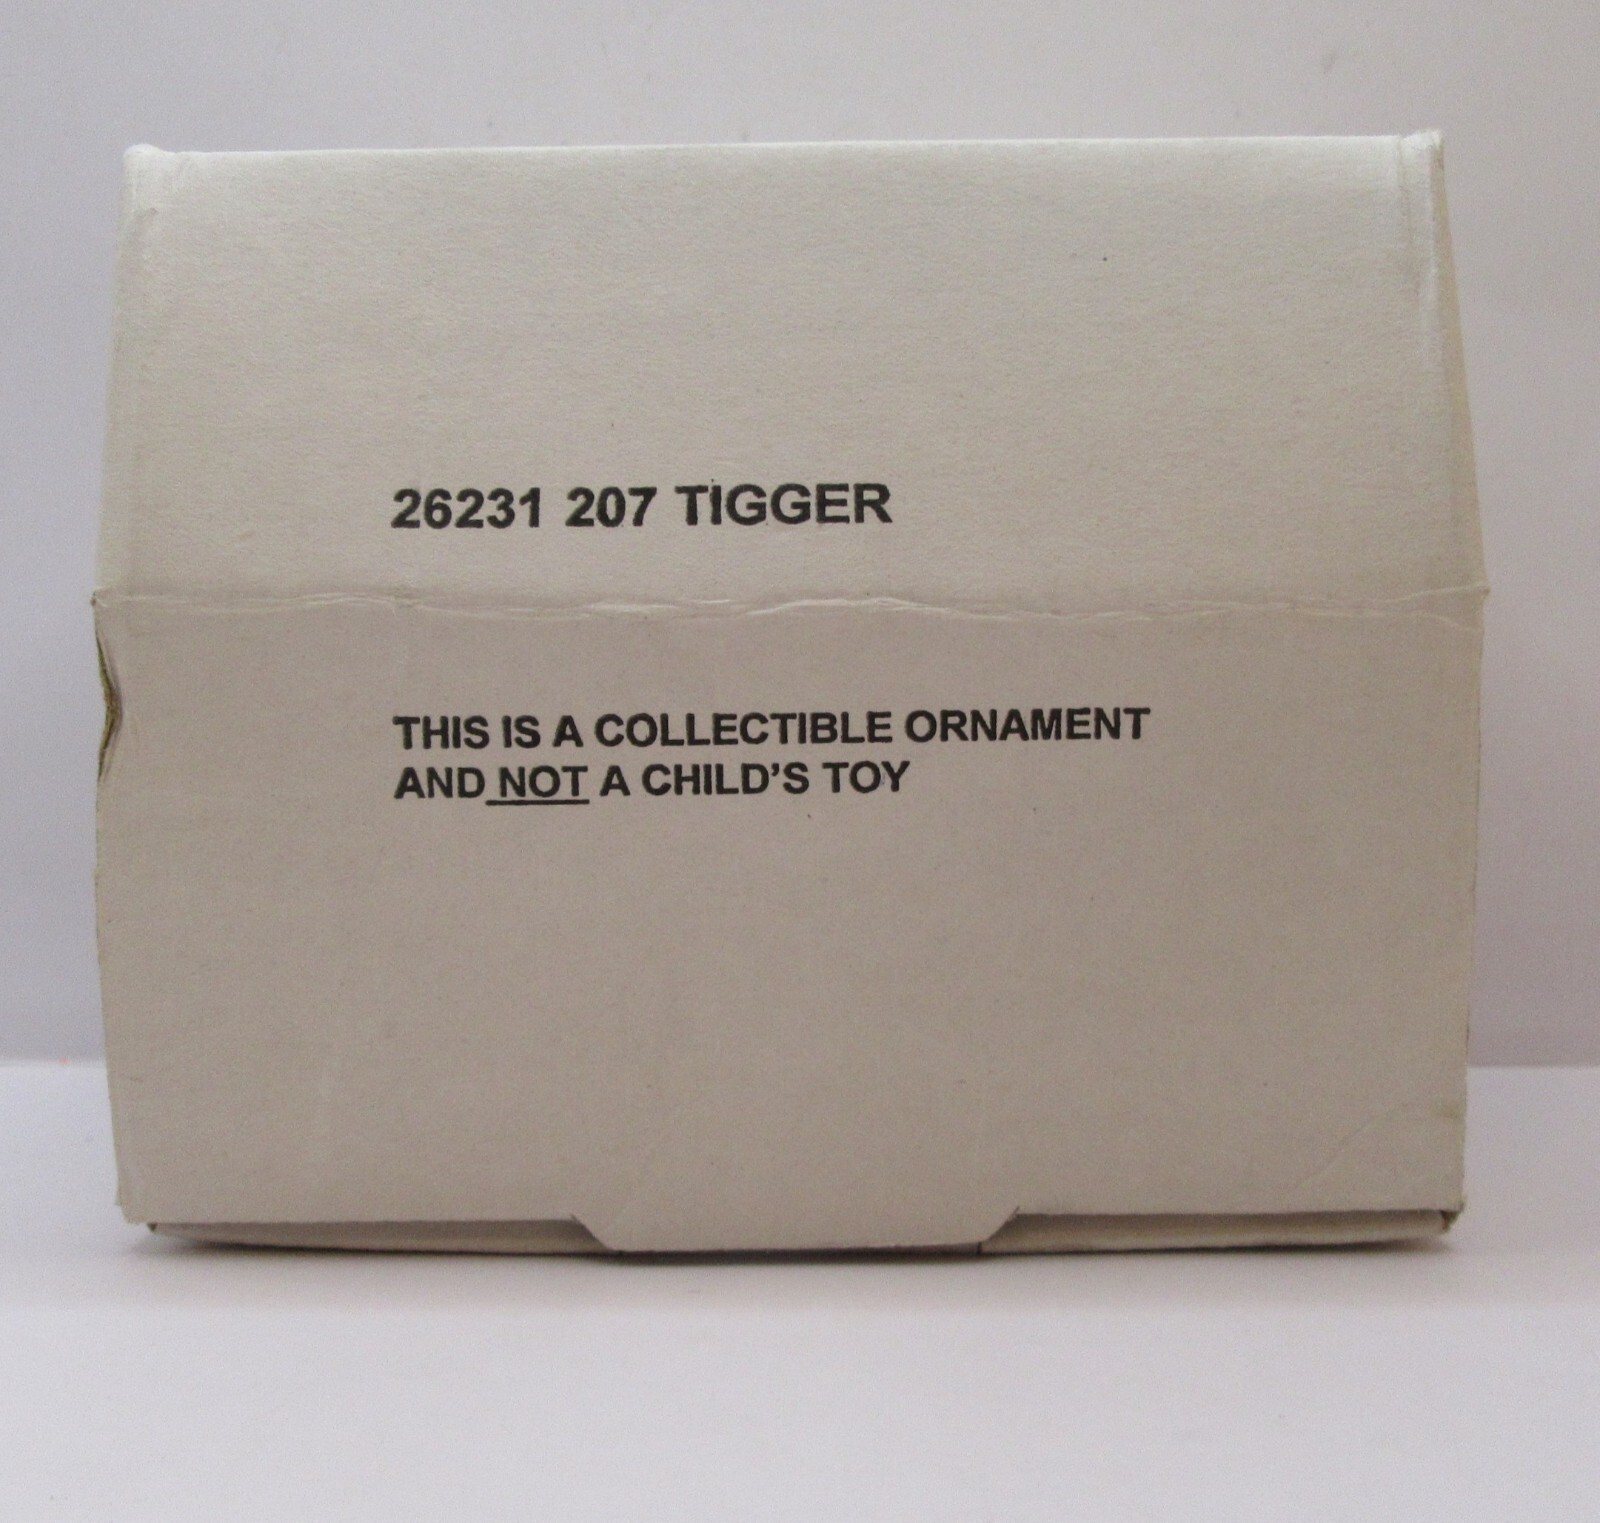 26231 207 TIGGER
THIS IS A COLLECTIBLE ORNAMENT
AND NOT A CHILD’S TOY